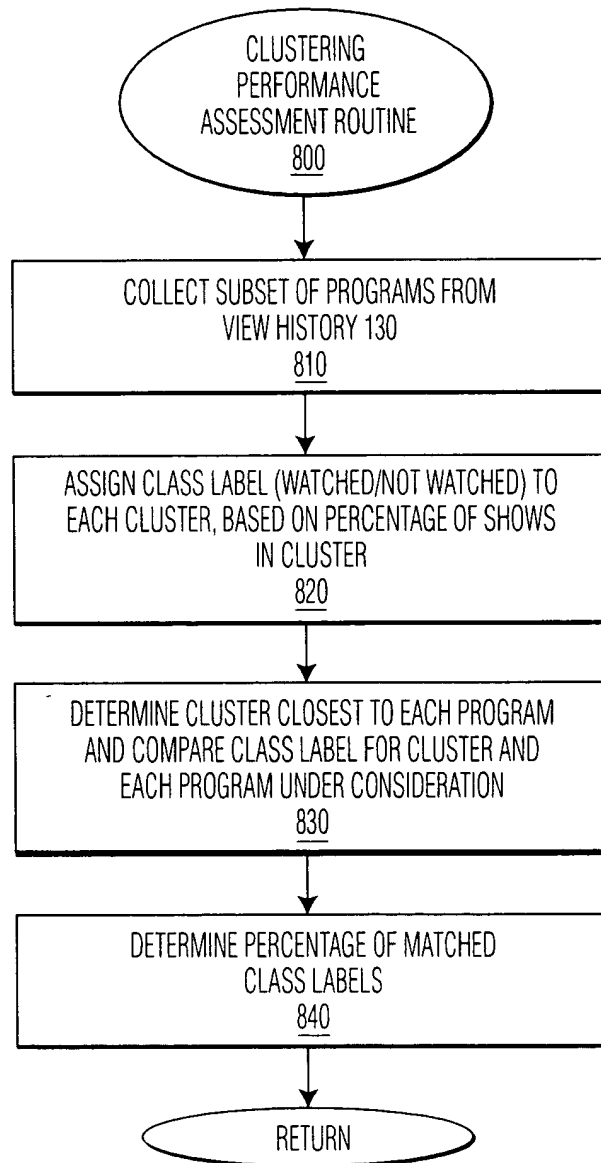 CLUSTERING
PERFORMANCE
ASSESSMENT ROUTINE
800
COLLECT SUBSET OF PROGRAMS FROM
VIEW HISTORY 130
810
ASSIGN CLASS LABEL (WATCHED/NOT WATCHED) TO
EACH CLUSTER, BASED ON PERCENTAGE OF SHOWS
IN CLUSTER
820
DETERMINE CLUSTER CLOSEST TO EACH PROGRAM
AND COMPARE CLASS LABEL FOR CLUSTER AND
EACH PROGRAM UNDER CONSIDERATION
830
DETERMINE PERCENTAGE OF MATCHED
CLASS LABELS
840
RETURN